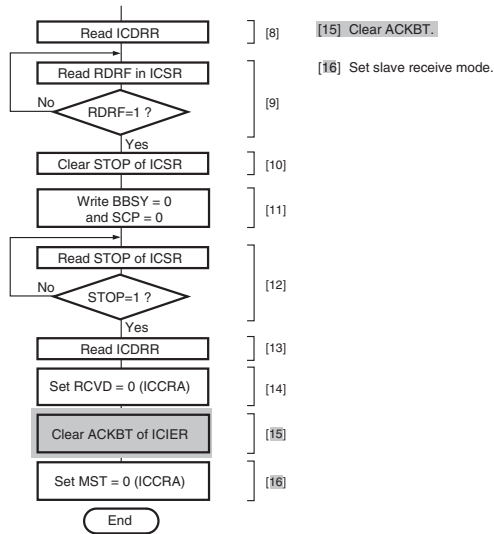 Read ICDRR
[8]
[15] Clear ACKBT.
Read RDRF in ICSR
[16] Set slave receive mode.
No
RDRF=1 ?
[9]
Yes
Clear STOP of ICSR
[10]
Write BBSY = 0
and SCP = 0
[11]
Read STOP of ICSR
No
STOP=1 ?
[12]
Yes
Read ICDRR
[13]
Set RCVD = 0 (ICCRA)
[14]
Clear ACKBT of ICIER
[15]
Set MST = 0 (ICCRA)
[16]
End